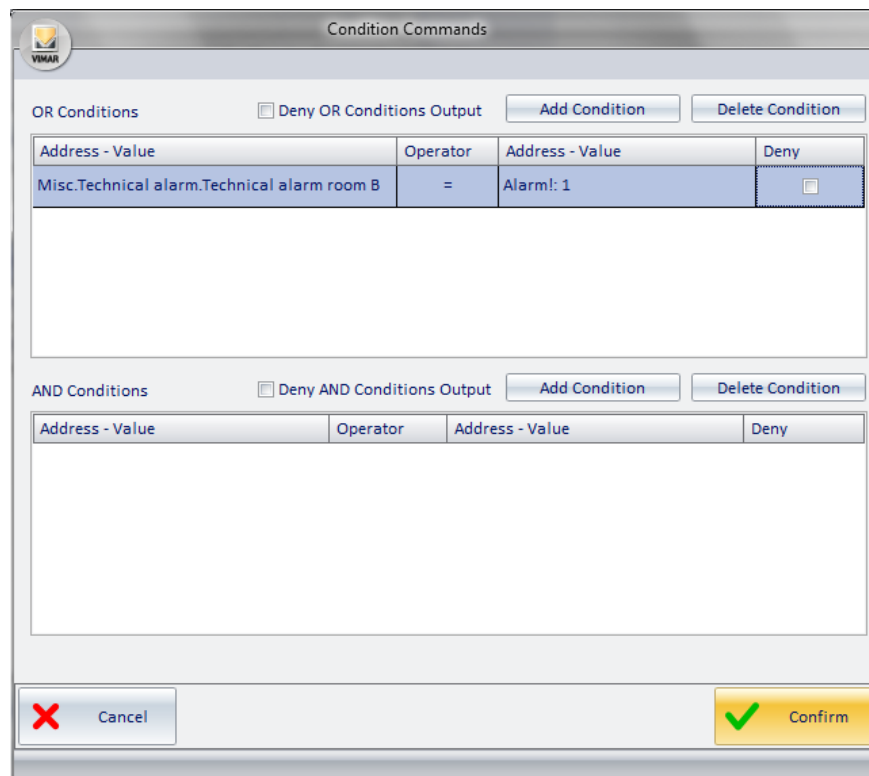 Condition Commands
VIMAR
OR Conditions Deny OR Conditions Output Add Condition Delete Condition
Address - Value Operator Address - Value Deny
Misc.Technical alarm.Technical alarm room B = Alarm!: 1
AND Conditions Deny AND Conditions Output Add Condition Delete Condition
Address - Value Operator Address - Value Deny
Cancel Confirm